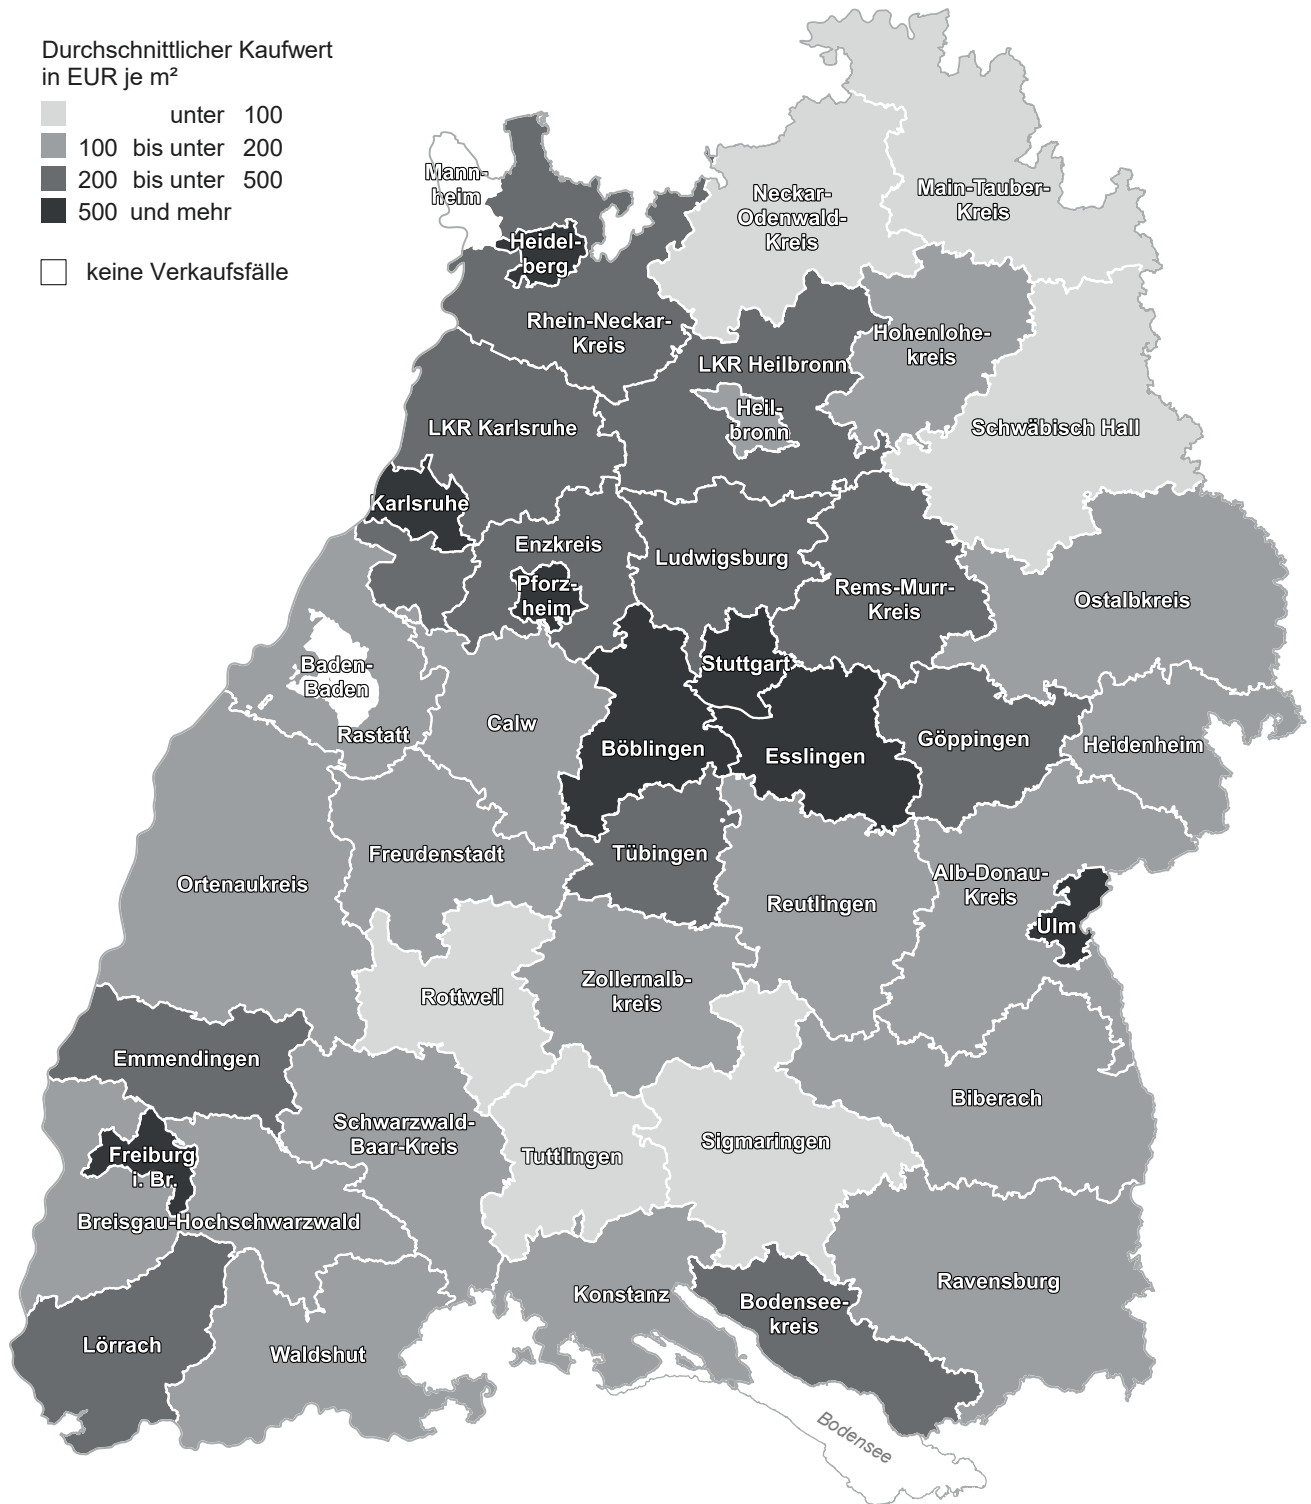 Durchschnittlicher Kaufwert
in EUR je m²
unter 100
100 bis unter 200
200 bis unter 500
500 und mehr
keine Verkaufsfälle
Mann-
heim
Neckar-
Odenwald-
Kreis
Main-Tauber-
Kreis
Heidel-
berg
Rhein-Neckar-
Kreis
Hohenlohe-
kreis
LKR Heilbronn
Heil-
bronn
LKR Karlsruhe
Schwäbisch Hall
Karlsruhe
Enzkreis
Pforz-
heim
Ludwigsburg
Rems-Murr-
Kreis
Ostalbkreis
Baden-
Baden
Rastatt
Calw
Stuttgart
Böblingen
Esslingen
Göppingen
Heidenheim
Freudenstadt
Tübingen
Ortenaukreis
Reutlingen
Alb-Donau-
Kreis
Ulm
Rottweil
Zollernalb-
kreis
Emmendingen
Biberach
Schwarzwald-
Baar-Kreis
Tuttlingen
Sigmaringen
Freiburg
i. Br.
Breisgau-Hochschwarzwald
Konstanz
Bodensee-
kreis
Ravensburg
Lörrach
Waldshut
Bodensee